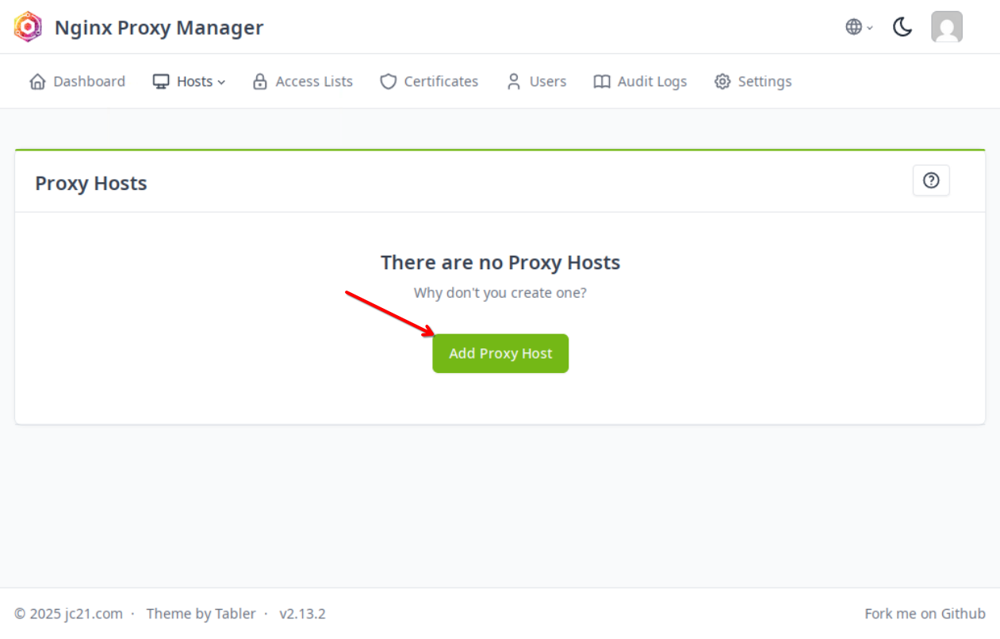 Nginx Proxy Manager
Dashboard Hosts Access Lists Certificates Users Audit Logs Settings
Proxy Hosts
There are no Proxy Hosts
Why don't you create one?
Add Proxy Host
© 2025 jc21.com · Theme by Tabler · v2.13.2 Fork me on Github